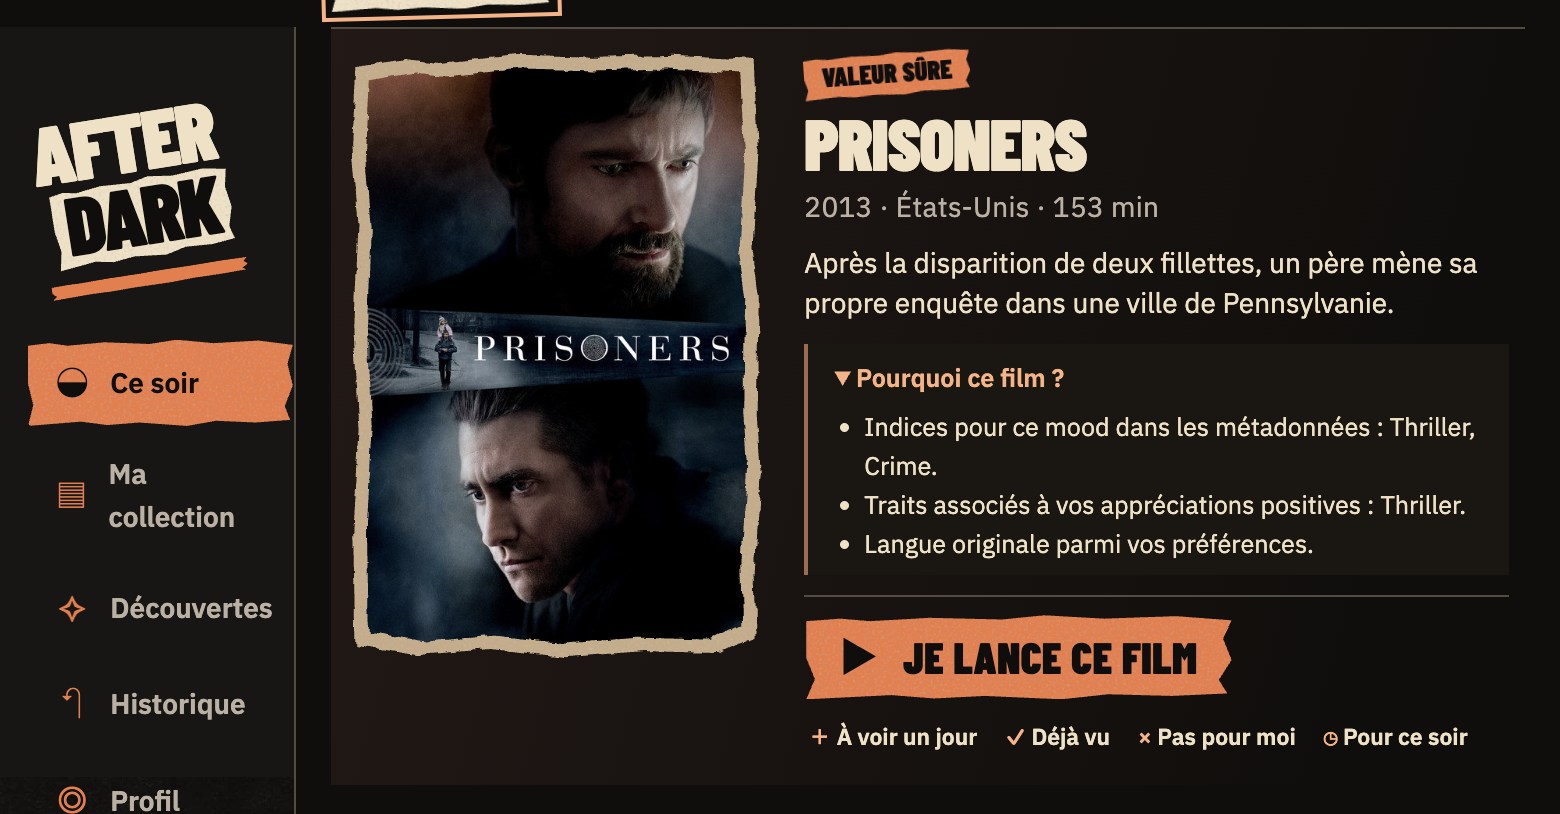 AFTER
DARK
Ce soir
Ma
collection
Découvertes
Historique
Profil
PRISONERS
VALEUR SÛRE
PRISONERS
2013 · États-Unis · 153 min
Après la disparition de deux fillettes, un père mène sa
propre enquête dans une ville de Pennsylvanie.
▼ Pourquoi ce film ?
• Indices pour ce mood dans les métadonnées : Thriller,
Crime.
• Traits associés à vos appréciations positives : Thriller.
• Langue originale parmi vos préférences.
JE LANCE CE FILM
+ À voir un jour ✓ Déjà vu × Pas pour moi ◷ Pour ce soir